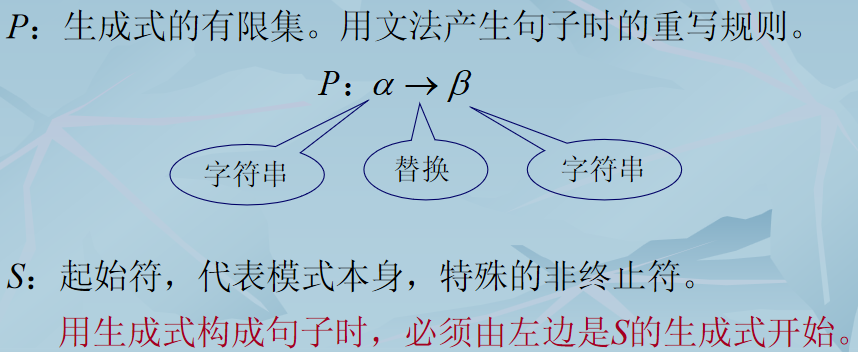 P：生成式的有限集。用文法产生句子时的重写规则。
P：α → β
字符串 替换 字符串
S：起始符，代表模式本身，特殊的非终止符。
用生成式构成句子时，必须由左边是S的生成式开始。